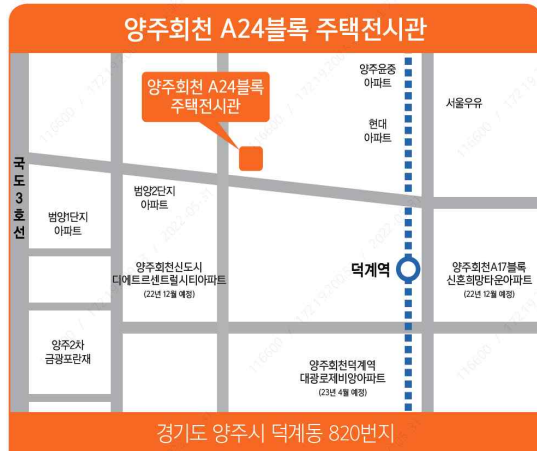 양주회천 A24블록 주택전시관
양주윤중
아파트
서울우유
양주회천 A24블록
주택전시관
현대
아파트
국도3호선
범양2단지
아파트
범양1단지
아파트
덕계역
양주회천신도시
디에트르센트럴시티아파트
(22년 12월 예정)
양주회천A17블록
신혼희망타운아파트
(22년 12월 예정)
양주2차
금광포란재
양주회천덕계역
대광로제비앙아파트
(23년 4월 예정)
경기도 양주시 덕계동 820번지